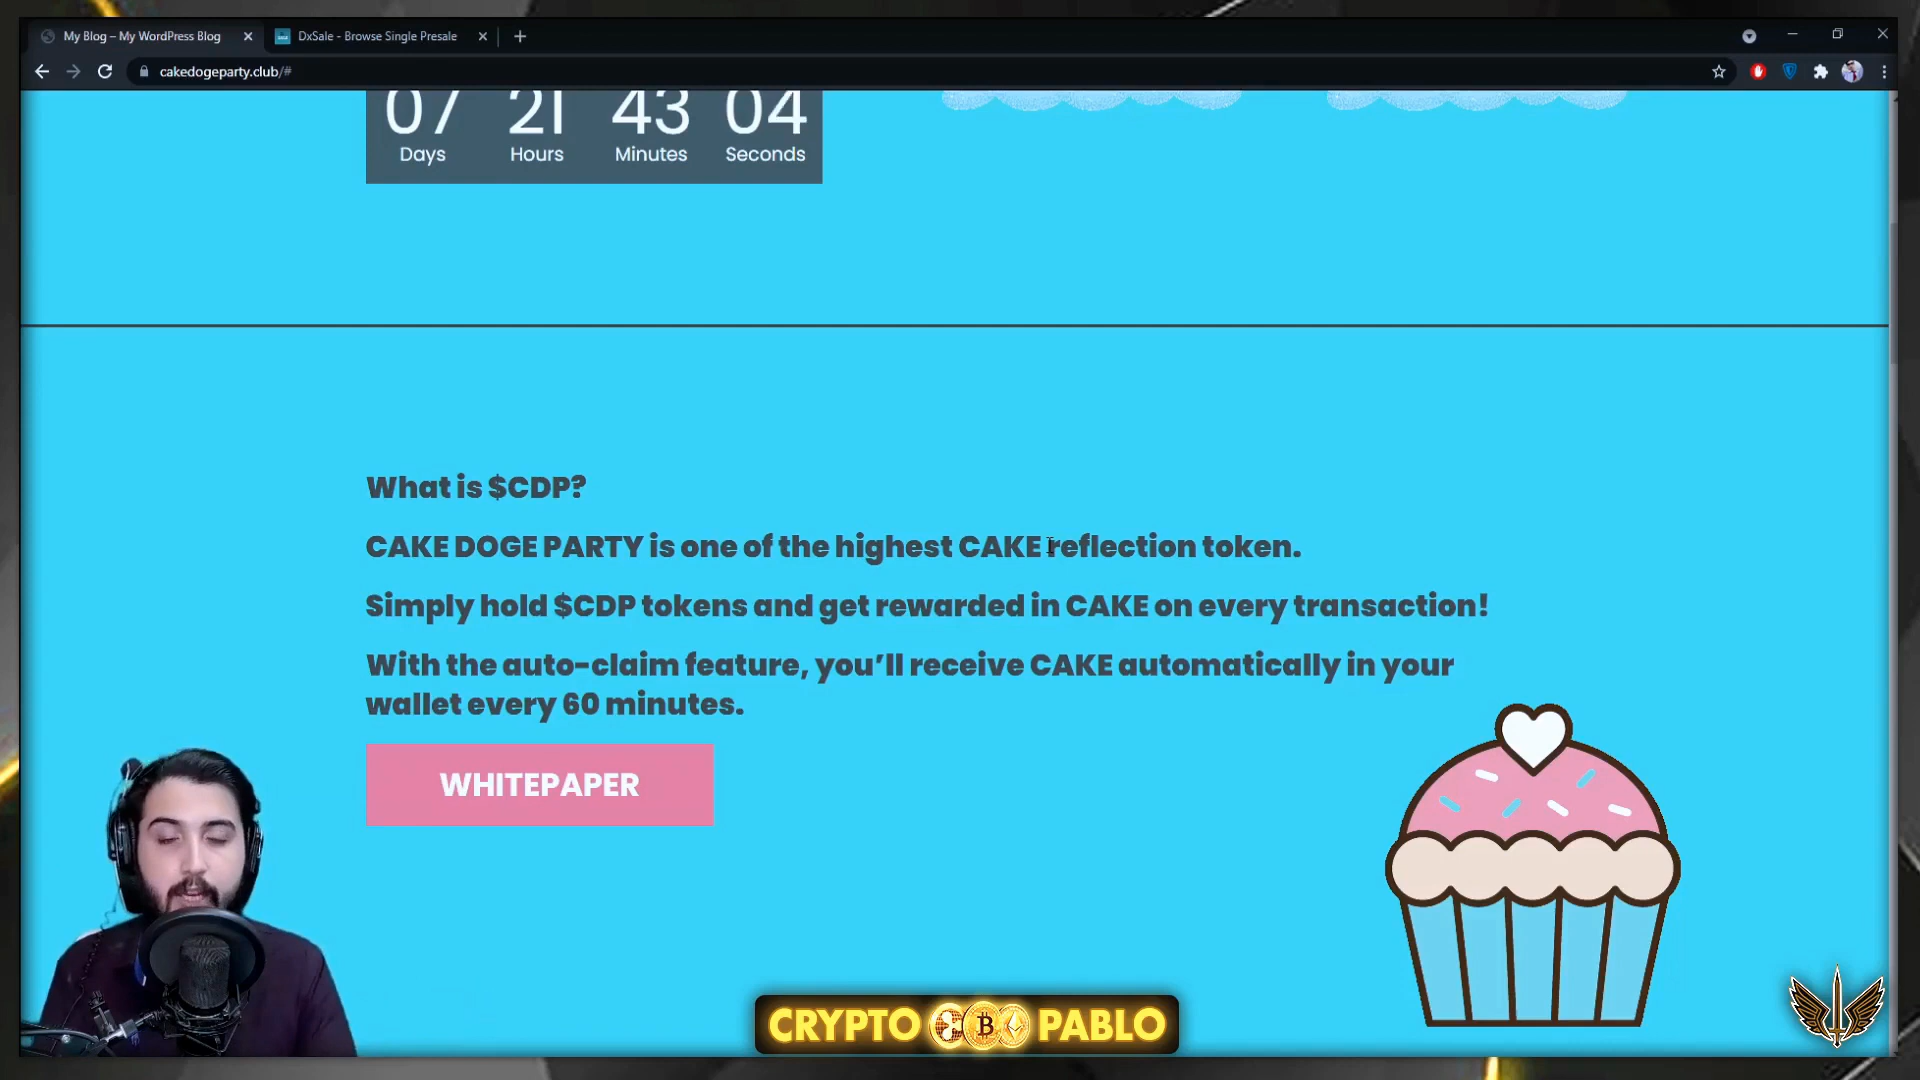 My Blog – My WordPress Blog
DxSale - Browse Single Presale
cakedogeparty.club/#
07 21 43 04
Days Hours Minutes Seconds
What is $CDP?
CAKE DOGE PARTY is one of the highest CAKE reflection token.
Simply hold $CDP tokens and get rewarded in CAKE on every transaction!
With the auto-claim feature, you’ll receive CAKE automatically in your
wallet every 60 minutes.
WHITEPAPER
CRYPTO PABLO